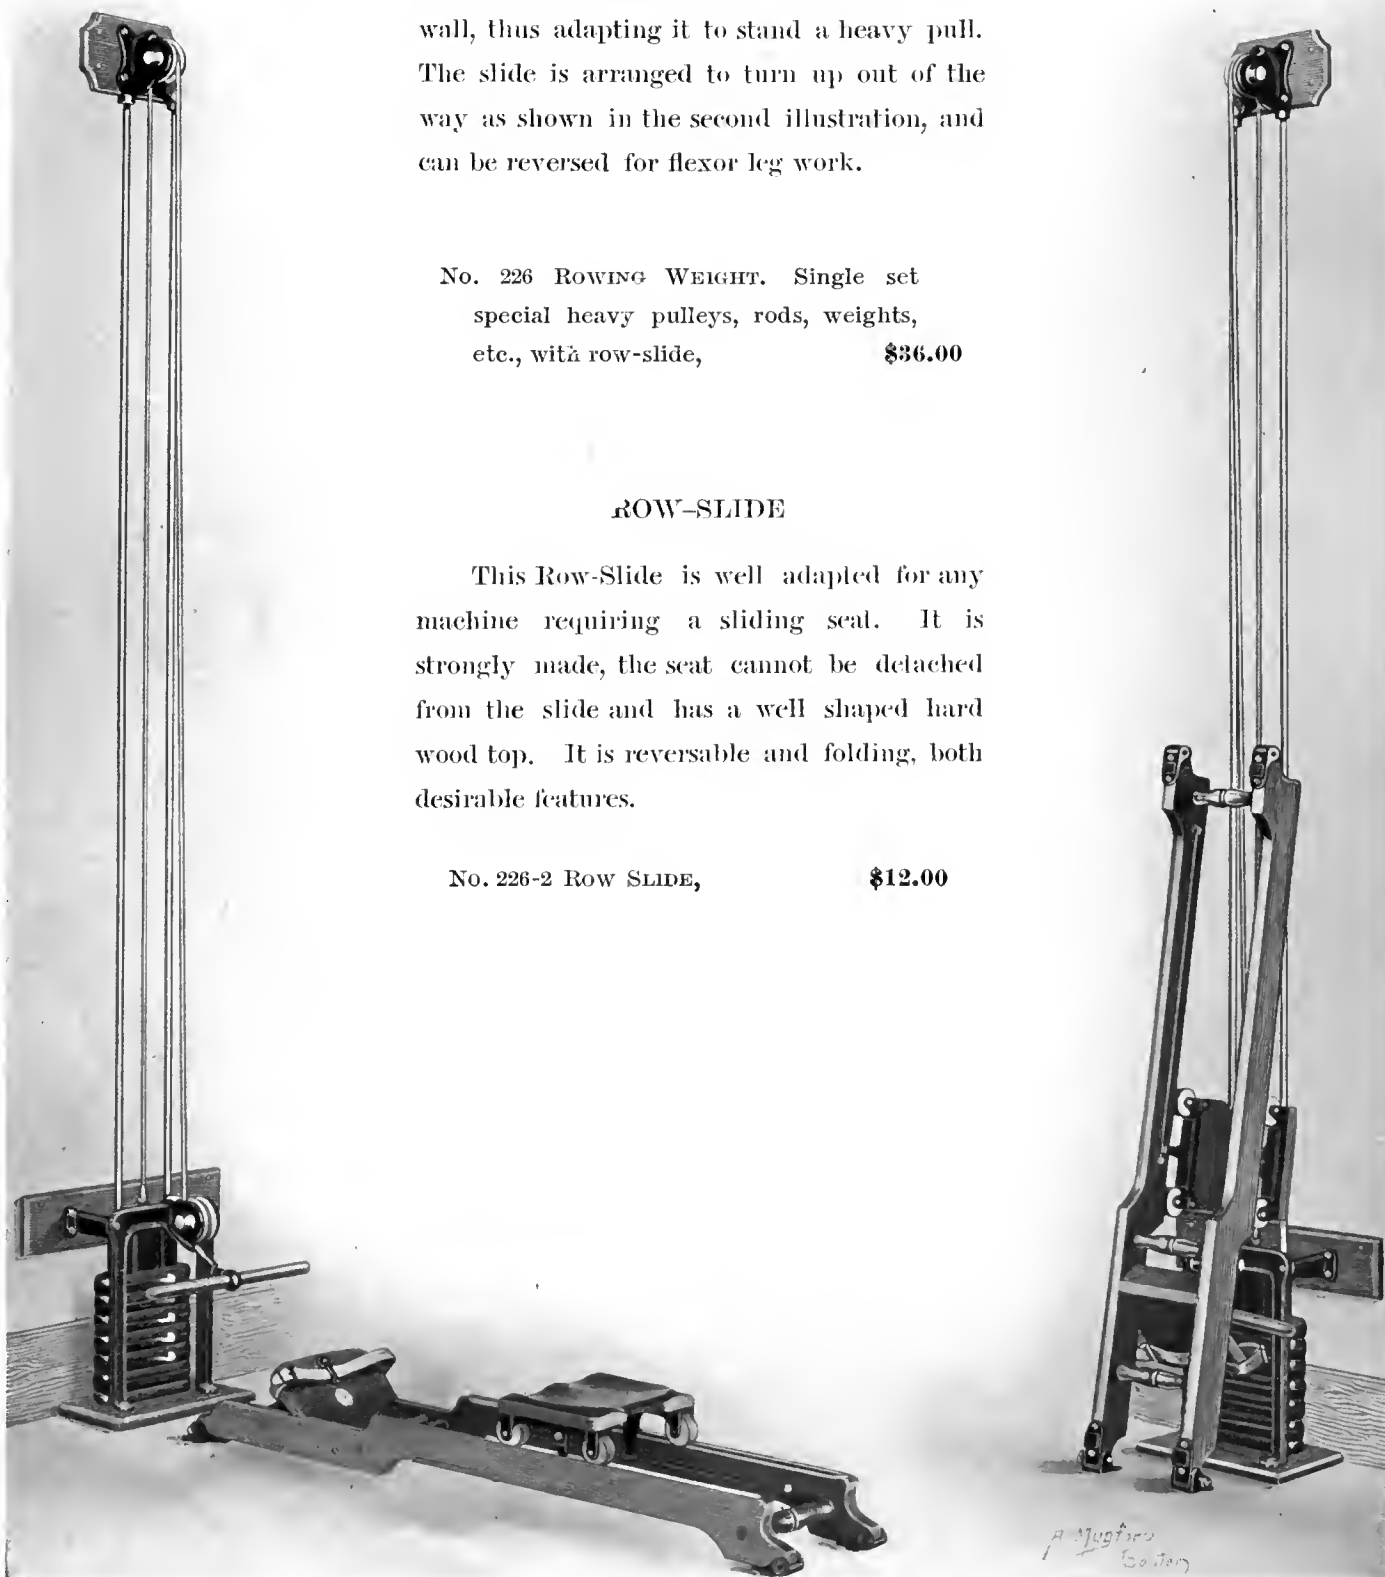 wall, thus adapting it to stand a heavy pull.
The slide is arranged to turn up out of the
way as shown in the second illustration, and
can be reversed for flexor leg work.
No. 226 ROWING WEIGHT. Single set
special heavy pulleys, rods, weights,
etc., with row-slide, $36.00
ROW-SLIDE
This Row-Slide is well adapted for any
machine requiring a sliding seat. It is
strongly made, the seat cannot be detached
from the slide and has a well shaped hard
wood top. It is reversable and folding, both
desirable features.
No. 226-2 ROW SLIDE, $12.00